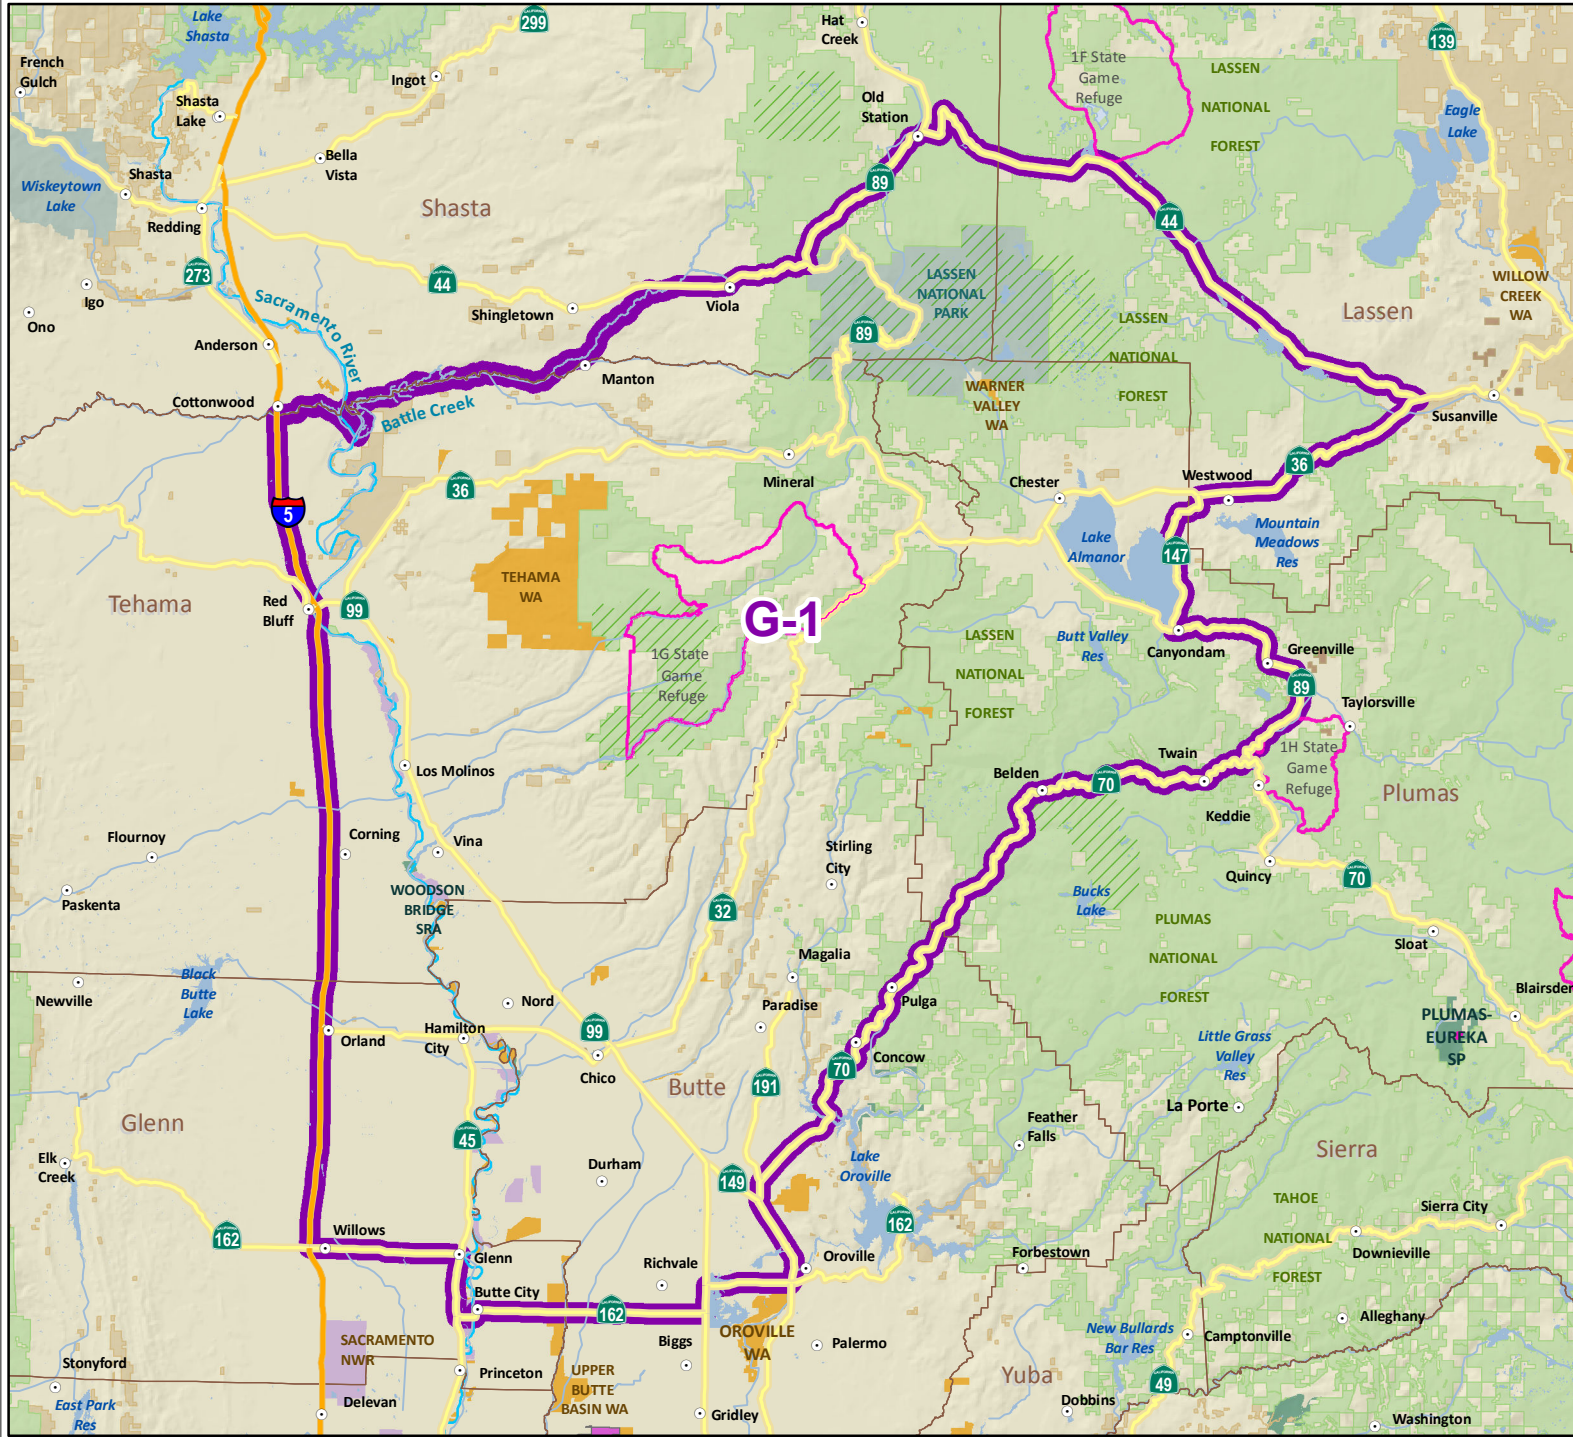 Lake
Shasta
299
Hat
Creek
139
French
Gulch
Ingot
1F State
Game
Refuge
LASSEN
NATIONAL
FOREST
Shasta
Lake
Old
Station
Eagle
Lake
Bella
Vista
Shasta
Wiskeytown
Lake
89
Redding
Shasta
44
273
44
LASSEN
NATIONAL
PARK
WILLOW
CREEK
WA
Igo
Sacramento River
Viola
Lassen
Ono
Shingletown
LASSEN
NATIONAL
FOREST
89
Anderson
Manton
WARNER
VALLEY
WA
Cottonwood
Battle Creek
Susanville
36
Westwood
36
Mineral
Chester
5
Mountain
Meadows
Res
Lake
Almanor
147
TEHAMA
WA
Tehama
Red
Bluff
99
G-1
LASSEN
NATIONAL
FOREST
Butt Valley
Res
Canyondam
Greenville
1G State
Game
Refuge
89
Taylorsville
Twain
1H State
Game
Refuge
Los Molinos
Belden
70
Plumas
Keddie
Flournoy
Corning
Vina
Stirling
City
Quincy
70
Paskenta
WOODSON
BRIDGE
SRA
32
Bucks
Lake
PLUMAS
NATIONAL
FOREST
Sloat
Black
Butte
Lake
Magalia
Newville
Nord
Paradise
Pulga
Blairsden
PLUMAS-
EUREKA
SP
Orland
Hamilton
City
99
Little Grass
Valley
Res
Concow
Chico
70
Butte
191
La Porte
Glenn
Feather
Falls
45
Sierra
Elk
Creek
Durham
Lake
Oroville
149
TAHOE
NATIONAL
FOREST
Sierra City
162
162
Willows
Glenn
Oroville
Forbestown
Downieville
Richvale
Butte City
162
Alleghany
SACRAMENTO
NWR
Biggs
OROVILLE
WA
Palermo
New Bullards
Bar Res
Camptonville
Stonyford
Princeton
UPPER
BUTTE
BASIN WA
Yuba
49
East Park
Res
Delevan
Gridley
Dobbins
Washington